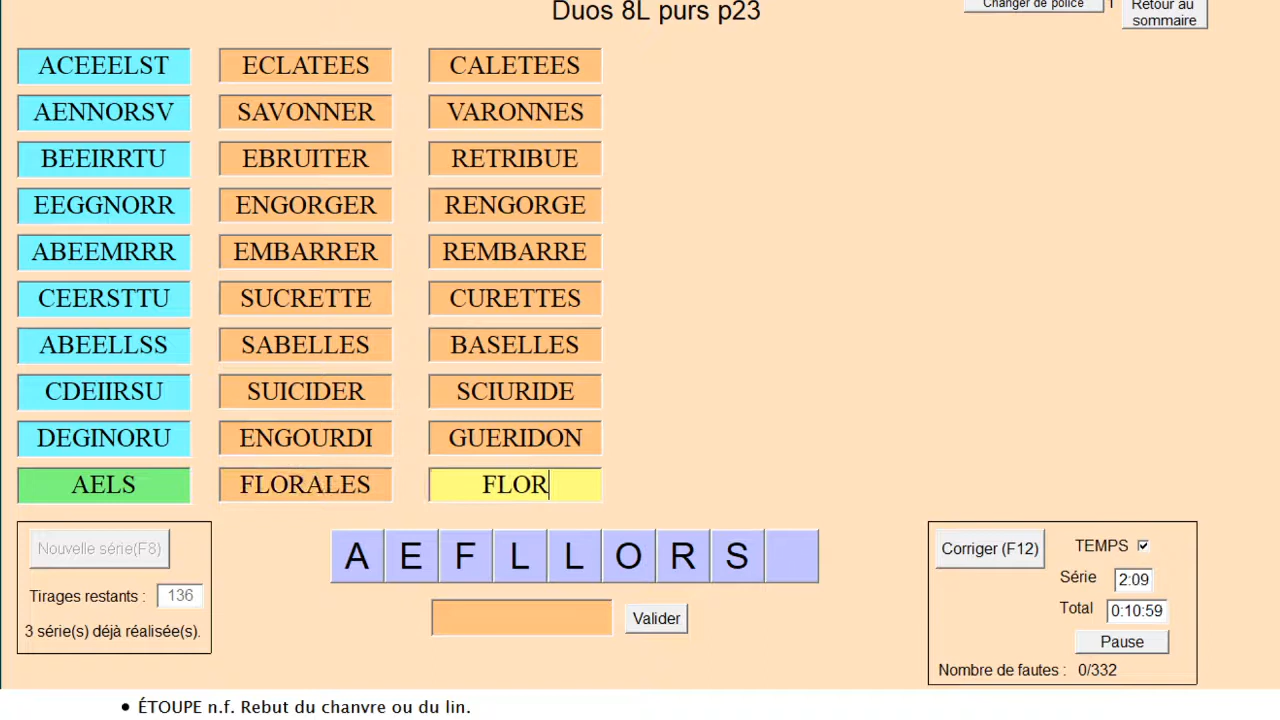 Duos 8L purs p23
Changer de police
1
Retour au
sommaire
ACEEELST ECLATEES CALETEES
AENNORSV SAVONNER VARONNES
BEEIRRTU EBRUITER RETRIBUE
EEGGNORR ENGORGER RENGORGE
ABEEMRRR EMBARRER REMBARRE
CEERSTTU SUCRETTE CURETTES
ABEELLSS SABELLES BASELLES
CDEIIRSU SUICIDER SCIURIDE
DEGINORU ENGOURDI GUERIDON
AELS FLORALES FLOR
Nouvelle série(F8)
Tirages restants : 136
3 série(s) déjà réalisée(s).
A E F L L O R S
Valider
Corriger (F12)
TEMPS
Série 2:09
Total 0:10:59
Pause
Nombre de fautes : 0/332
• ÉTOUPE n.f. Rebut du chanvre ou du lin.